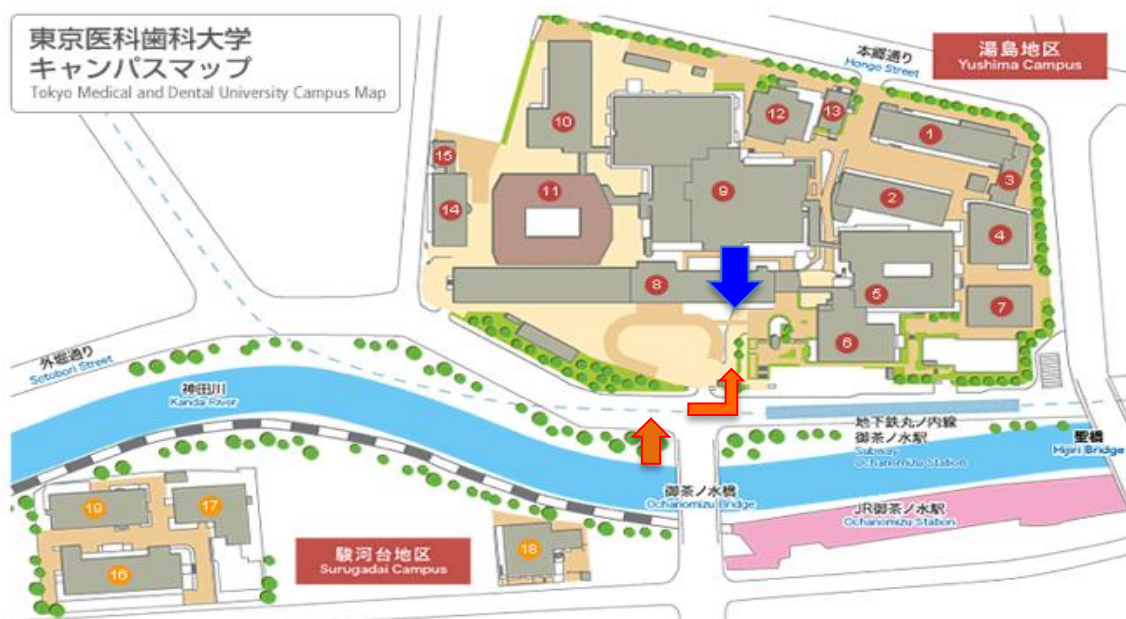 東京医科歯科大学
キャンパスマップ
Tokyo Medical and Dental University Campus Map
本郷通り
Hongo Street
湯島地区
Yushima Campus
10
12
13
1
15
11
9
3
14
2
4
8
5
7
6
外堀通り
Sotobori Street
神田川
Kanda River
地下鉄丸ノ内線
御茶ノ水駅
Subway
Ochanomizu Station
聖橋
Hijiri Bridge
御茶ノ水橋
Ochanomizu Bridge
JR御茶ノ水駅
Ochanomizu Station
19
17
18
16
駿河台地区
Surugadai Campus